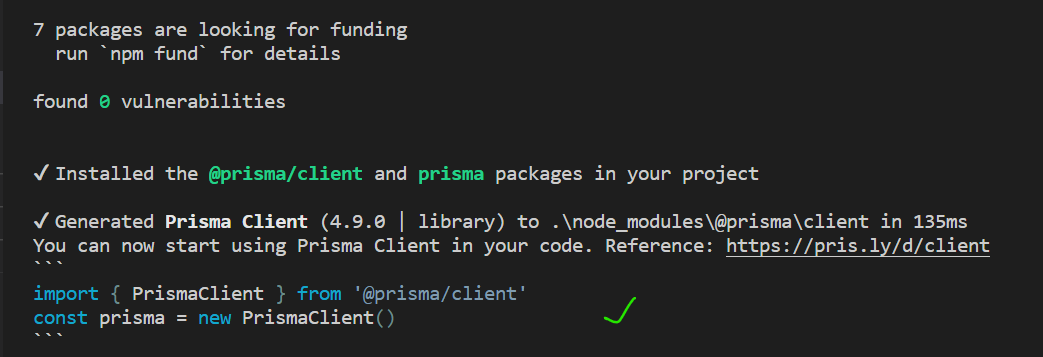 7 packages are looking for funding
run `npm fund` for details
found 0 vulnerabilities
✓ Installed the @prisma/client and prisma packages in your project
✓ Generated Prisma Client (4.9.0 | library) to .\node_modules\@prisma\client in 135ms
You can now start using Prisma Client in your code. Reference: https://pris.ly/d/client
```
import { PrismaClient } from '@prisma/client'
const prisma = new PrismaClient()
```